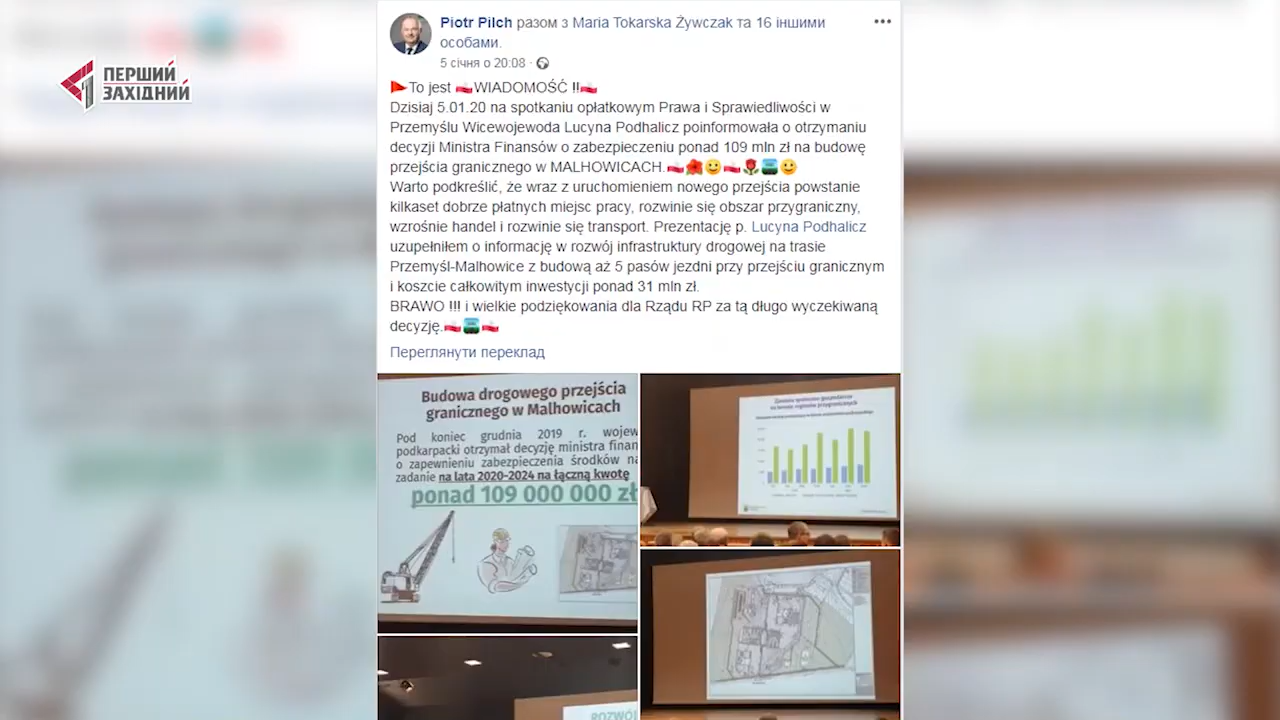 ПЕРШИЙ
ЗАХІДНИЙ
Piotr Pilch разом з Maria Tokarska Żywczak та 16 іншими
особами.
5 січня о 20:08 ·
To jest WIADOMOŚĆ !!
Dzisiaj 5.01.20 na spotkaniu opłatkowym Prawa i Sprawiedliwości w
Przemyślu Wicewojewoda Lucyna Podhalicz poinformowała o otrzymaniu
decyzji Ministra Finansów o zabezpieczeniu ponad 109 mln zł na budowę
przejścia granicznego w MALHOWICACH.
Warto podkreślić, że wraz z uruchomieniem nowego przejścia powstanie
kilkaset dobrze płatnych miejsc pracy, rozwinie się obszar przygraniczny,
wzrośnie handel i rozwinie się transport. Prezentację p. Lucyna Podhalicz
uzupełniłem o informację w rozwój infrastruktury drogowej na trasie
Przemyśl-Malhowice z budową aż 5 pasów jezdni przy przejściu granicznym
i koszcie całkowitym inwestycji ponad 31 mln zł.
BRAWO !!! i wielkie podziękowania dla Rządu RP za tą długo wyczekiwaną
decyzję.
Переглянути переклад
Budowa drogowego przejścia
granicznego w Malhowicach
Pod koniec grudnia 2019 r. wojew
podkarpacki otrzymał decyzję ministra finan
o zapewnieniu zabezpieczenia środków na
zadanie na lata 2020-2024 na łączną kwotę
ponad 109 000 000 zł
ROZWÓJ